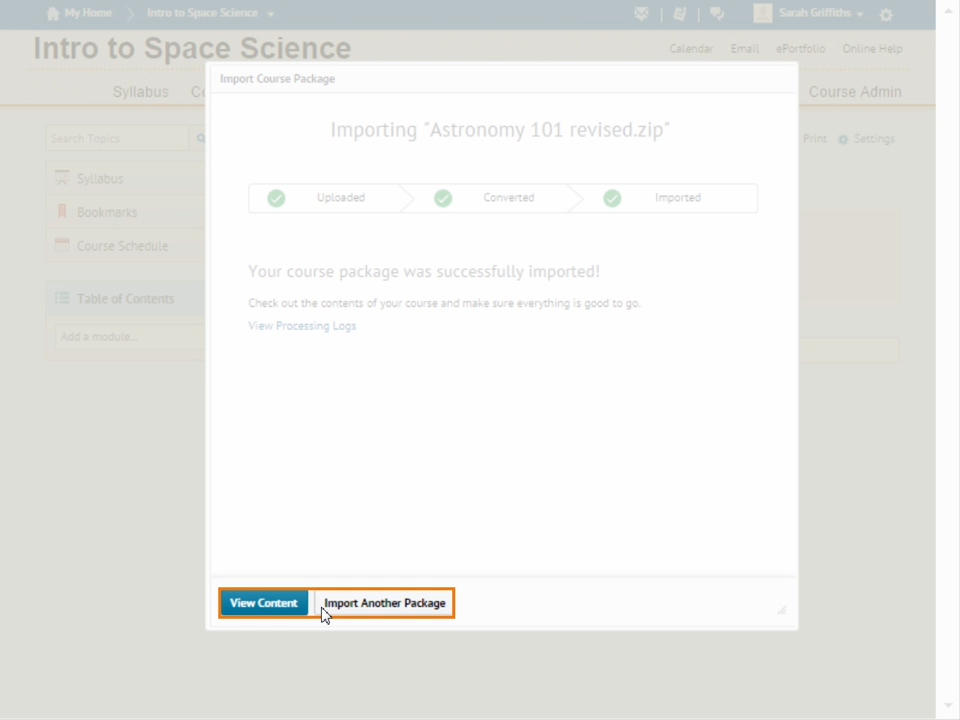 My Home Intro to Space Science Sarah Griffiths
Intro to Space Science
Calendar Email ePortfolio Online Help
Syllabus Course Admin
Import Course Package
Search Topics Print Settings
Importing "Astronomy 101 revised.zip"
Syllabus
Uploaded Converted Imported
Bookmarks
Course Schedule
Your course package was successfully imported!
Table of Contents
Check out the contents of your course and make sure everything is good to go.
View Processing Logs
Add a module...
View Content Import Another Package